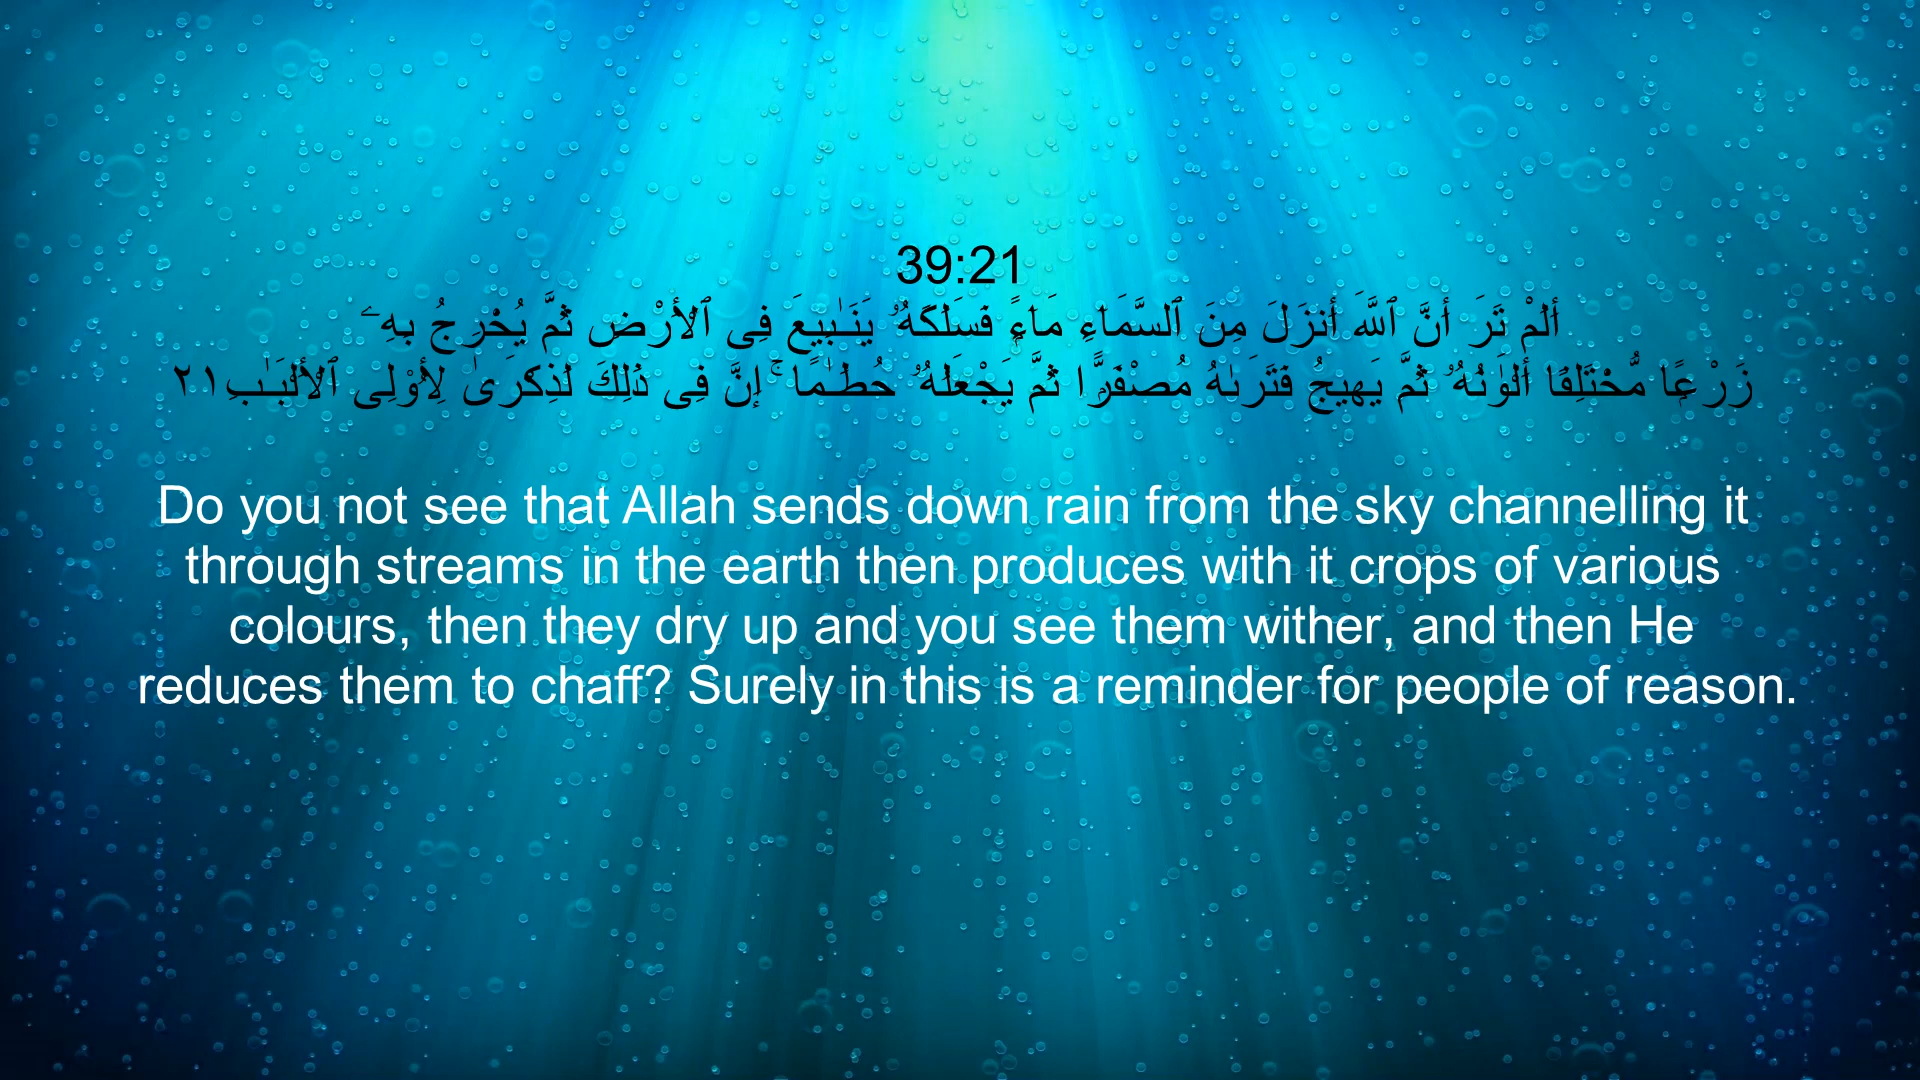 39:21
أَلَمْ تَرَ أَنَّ ٱللَّهَ أَنزَلَ مِنَ ٱلسَّمَآءِ مَآءًۭ فَسَلَكَهُۥ يَنَـٰبِيعَ فِى ٱلْأَرْضِ ثُمَّ يُخْرِجُ بِهِۦ
زَرْعًۭا مُّخْتَلِفًا أَلْوَٰنُهُۥ ثُمَّ يَهِيجُ فَتَرَىٰهُ مُصْفَرًّۭا ثُمَّ يَجْعَلُهُۥ حُطَـٰمًا ۚ إِنَّ فِى ذَٰلِكَ لَذِكْرَىٰ لِأُو۟لِى ٱلْأَلْبَـٰبِ٢١
Do you not see that Allah sends down rain from the sky channelling it
through streams in the earth then produces with it crops of various
colours, then they dry up and you see them wither, and then He
reduces them to chaff? Surely in this is a reminder for people of reason.